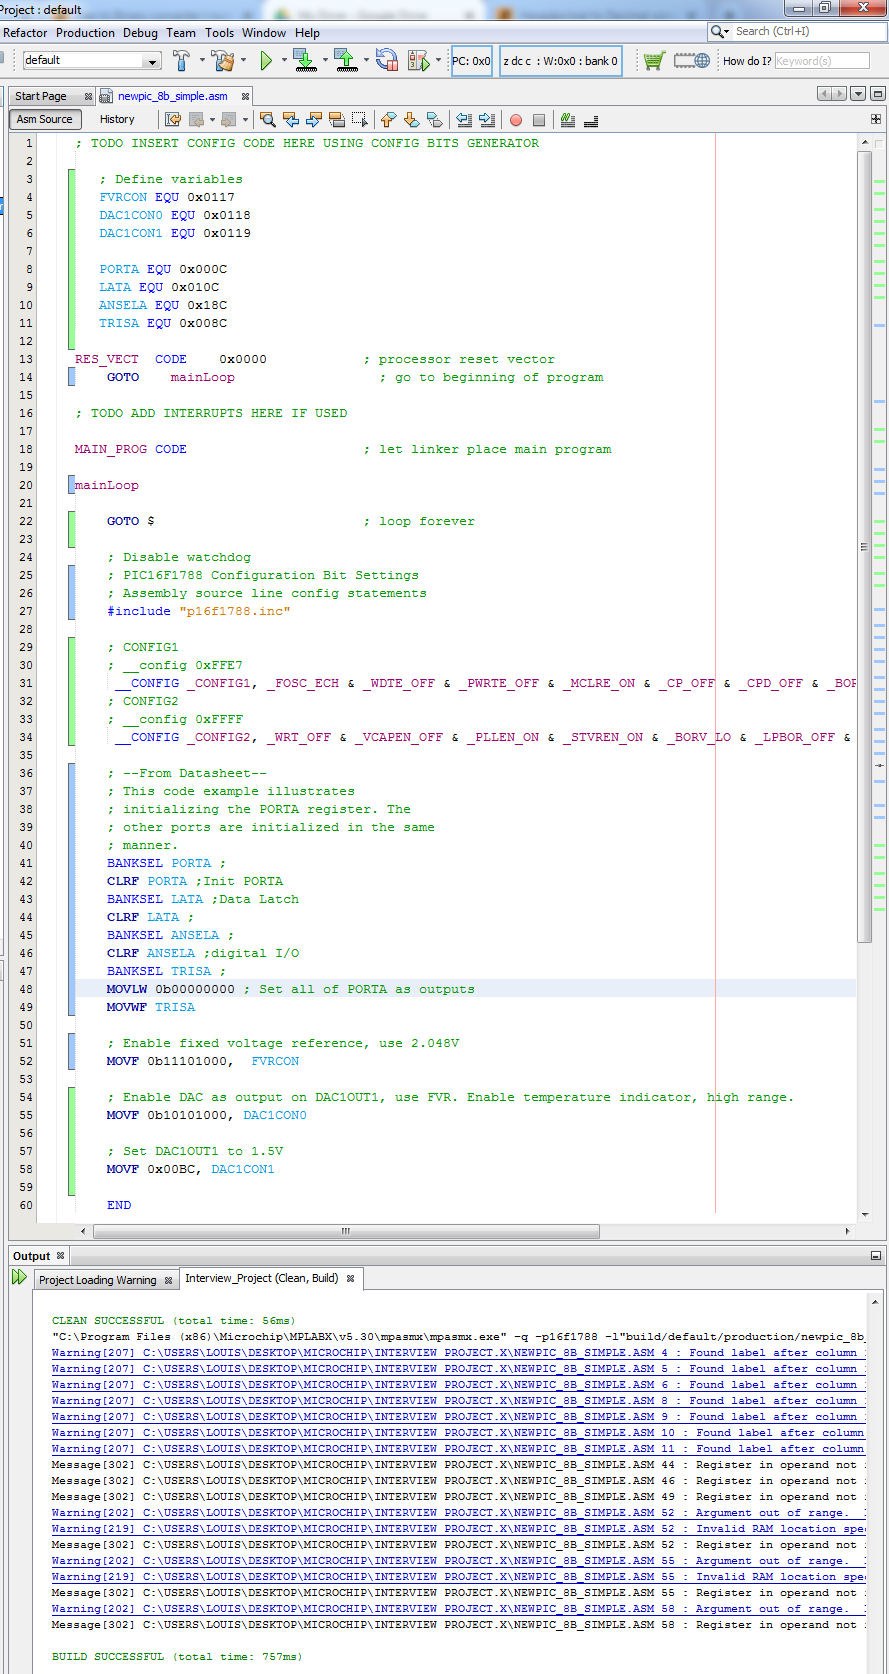 Project : default
Refactor Production Debug Team Tools Window Help
Search (Ctrl+I)
default
PC: 0x0
z dc c : W:0x0 : bank 0
How do I? Keyword(s)
Start Page
newpic_8b_simple.asm
Asm Source History
1 ; TODO INSERT CONFIG CODE HERE USING CONFIG BITS GENERATOR
2
3 ; Define variables
4 FVRCON EQU 0x0117
5 DAC1CON0 EQU 0x0118
6 DAC1CON1 EQU 0x0119
7
8 PORTA EQU 0x000C
9 LATA EQU 0x010C
10 ANSELA EQU 0x18C
11 TRISA EQU 0x008C
12
13 RES_VECT CODE 0x0000 ; processor reset vector
14 GOTO mainLoop ; go to beginning of program
15
16 ; TODO ADD INTERRUPTS HERE IF USED
17
18 MAIN_PROG CODE ; let linker place main program
19
20 mainLoop
21
22 GOTO $ ; loop forever
23
24 ; Disable watchdog
25 ; PIC16F1788 Configuration Bit Settings
26 ; Assembly source line config statements
27 #include "p16f1788.inc"
28
29 ; CONFIG1
30 ; __config 0xFFE7
31 __CONFIG _CONFIG1, _FOSC_ECH & _WDTE_OFF & _PWRTE_OFF & _MCLRE_ON & _CP_OFF & _CPD_OFF & _BOR
32 ; CONFIG2
33 ; __config 0xFFFF
34 __CONFIG _CONFIG2, _WRT_OFF & _VCAPEN_OFF & _PLLEN_ON & _STVREN_ON & _BORV_LO & _LPBOR_OFF &
35
36 ; --From Datasheet--
37 ; This code example illustrates
38 ; initializing the PORTA register. The
39 ; other ports are initialized in the same
40 ; manner.
41 BANKSEL PORTA ;
42 CLRF PORTA ;Init PORTA
43 BANKSEL LATA ;Data Latch
44 CLRF LATA ;
45 BANKSEL ANSELA ;
46 CLRF ANSELA ;digital I/O
47 BANKSEL TRISA ;
48 MOVLW 0b00000000 ; Set all of PORTA as outputs
49 MOVWF TRISA
50
51 ; Enable fixed voltage reference, use 2.048V
52 MOVF 0b11101000, FVRCON
53
54 ; Enable DAC as output on DAC1OUT1, use FVR. Enable temperature indicator, high range.
55 MOVF 0b10101000, DAC1CON0
56
57 ; Set DAC1OUT1 to 1.5V
58 MOVF 0x00BC, DAC1CON1
59
60 END
Output
Project Loading Warning
Interview_Project (Clean, Build)
CLEAN SUCCESSFUL (total time: 56ms)
"C:\Program Files (x86)\Microchip\MPLABX\v5.30\mpasmx\mpasmx.exe" -q -p16f1788 -l"build/default/production/newpic_8b_
Warning[207] C:\USERS\LOUIS\DESKTOP\MICROCHIP\INTERVIEW PROJECT.X\NEWPIC_8B_SIMPLE.ASM 4 : Found label after column
Warning[207] C:\USERS\LOUIS\DESKTOP\MICROCHIP\INTERVIEW PROJECT.X\NEWPIC_8B_SIMPLE.ASM 5 : Found label after column
Warning[207] C:\USERS\LOUIS\DESKTOP\MICROCHIP\INTERVIEW PROJECT.X\NEWPIC_8B_SIMPLE.ASM 6 : Found label after column
Warning[207] C:\USERS\LOUIS\DESKTOP\MICROCHIP\INTERVIEW PROJECT.X\NEWPIC_8B_SIMPLE.ASM 8 : Found label after column
Warning[207] C:\USERS\LOUIS\DESKTOP\MICROCHIP\INTERVIEW PROJECT.X\NEWPIC_8B_SIMPLE.ASM 9 : Found label after column
Warning[207] C:\USERS\LOUIS\DESKTOP\MICROCHIP\INTERVIEW PROJECT.X\NEWPIC_8B_SIMPLE.ASM 10 : Found label after column
Warning[207] C:\USERS\LOUIS\DESKTOP\MICROCHIP\INTERVIEW PROJECT.X\NEWPIC_8B_SIMPLE.ASM 11 : Found label after column
Message[302] C:\USERS\LOUIS\DESKTOP\MICROCHIP\INTERVIEW PROJECT.X\NEWPIC_8B_SIMPLE.ASM 44 : Register in operand not
Message[302] C:\USERS\LOUIS\DESKTOP\MICROCHIP\INTERVIEW PROJECT.X\NEWPIC_8B_SIMPLE.ASM 46 : Register in operand not
Message[302] C:\USERS\LOUIS\DESKTOP\MICROCHIP\INTERVIEW PROJECT.X\NEWPIC_8B_SIMPLE.ASM 49 : Register in operand not
Warning[202] C:\USERS\LOUIS\DESKTOP\MICROCHIP\INTERVIEW PROJECT.X\NEWPIC_8B_SIMPLE.ASM 52 : Argument out of range.
Warning[219] C:\USERS\LOUIS\DESKTOP\MICROCHIP\INTERVIEW PROJECT.X\NEWPIC_8B_SIMPLE.ASM 52 : Invalid RAM location spe
Message[302] C:\USERS\LOUIS\DESKTOP\MICROCHIP\INTERVIEW PROJECT.X\NEWPIC_8B_SIMPLE.ASM 52 : Register in operand not
Warning[202] C:\USERS\LOUIS\DESKTOP\MICROCHIP\INTERVIEW PROJECT.X\NEWPIC_8B_SIMPLE.ASM 55 : Argument out of range.
Warning[219] C:\USERS\LOUIS\DESKTOP\MICROCHIP\INTERVIEW PROJECT.X\NEWPIC_8B_SIMPLE.ASM 55 : Invalid RAM location spe
Message[302] C:\USERS\LOUIS\DESKTOP\MICROCHIP\INTERVIEW PROJECT.X\NEWPIC_8B_SIMPLE.ASM 55 : Register in operand not
Warning[202] C:\USERS\LOUIS\DESKTOP\MICROCHIP\INTERVIEW PROJECT.X\NEWPIC_8B_SIMPLE.ASM 58 : Argument out of range.
Message[302] C:\USERS\LOUIS\DESKTOP\MICROCHIP\INTERVIEW PROJECT.X\NEWPIC_8B_SIMPLE.ASM 58 : Register in operand not
BUILD SUCCESSFUL (total time: 757ms)